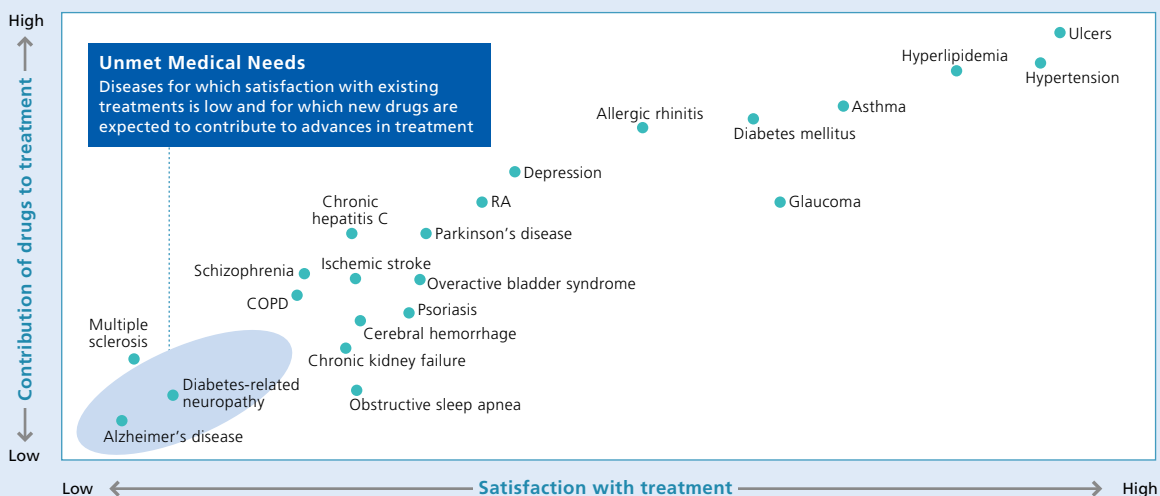 High
Contribution of drugs to treatment
Low
Unmet Medical Needs
Diseases for which satisfaction with existing
treatments is low and for which new drugs are
expected to contribute to advances in treatment
Ulcers
Hyperlipidemia
Hypertension
Asthma
Allergic rhinitis
Diabetes mellitus
Depression
RA
Glaucoma
Chronic
hepatitis C
Parkinson's disease
Schizophrenia
Ischemic stroke
Overactive bladder syndrome
COPD
Psoriasis
Multiple
sclerosis
Cerebral hemorrhage
Chronic kidney failure
Diabetes-related
neuropathy
Obstructive sleep apnea
Alzheimer's disease
Low
Satisfaction with treatment
High